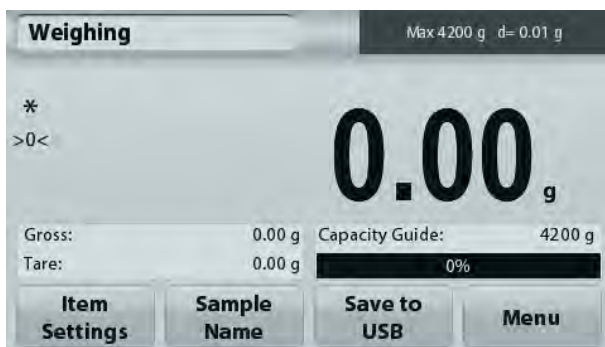 Weighing
Max 4200 g d= 0.01 g
*
>0<
0.00 g
Gross: 0.00 g
Tare: 0.00 g
Capacity Guide: 4200 g
0%
Item Settings
Sample Name
Save to USB
Menu